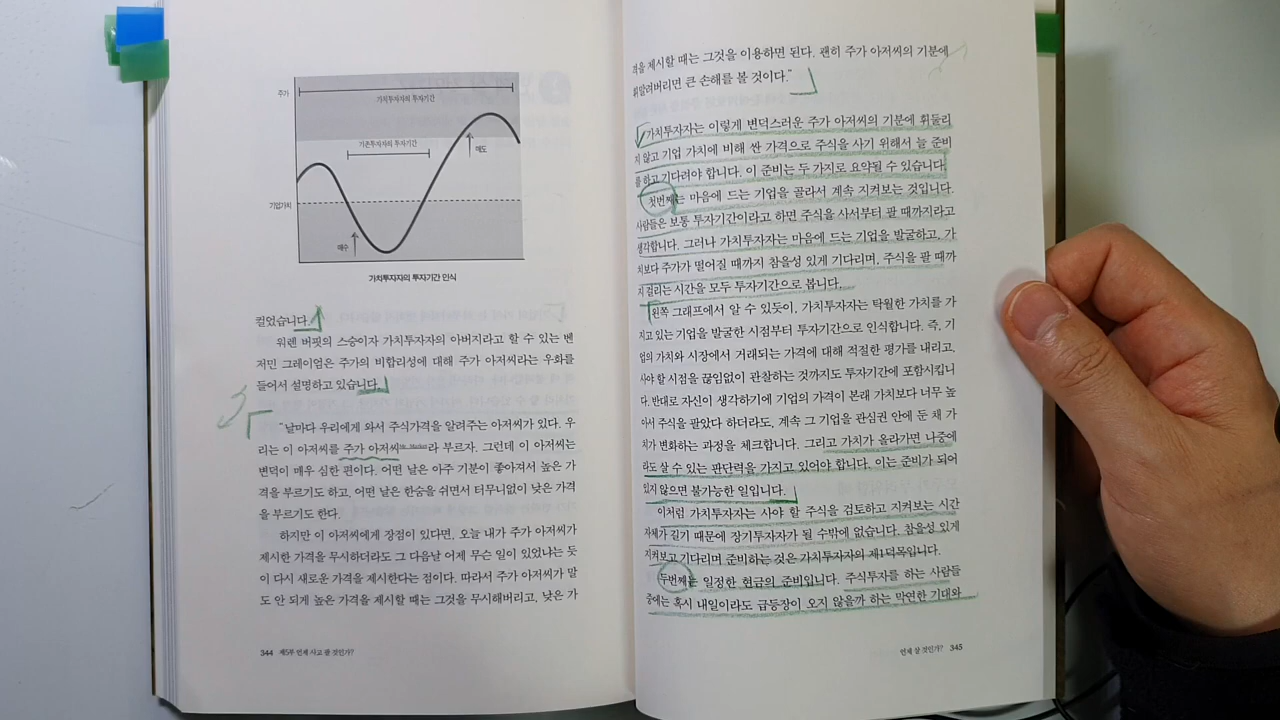 주가
가치투자자의 투자기간
기존투자자의 투자기간
매도
기업가치
매수
가치투자자의 투자기간 인식
컬었습니다.
워렌 버핏의 스승이자 가치투자자의 아버지라고 할 수 있는 벤
저민 그레이엄은 주가의 비합리성에 대해 주가 아저씨라는 우화를
들어서 설명하고 있습니다.
“날마다 우리에게 와서 주식가격을 알려주는 아저씨가 있다. 우
리는 이 아저씨를 주가 아저씨Mr. Market라 부르자. 그런데 이 아저씨는
변덕이 매우 심한 편이다. 어떤 날은 아주 기분이 좋아져서 높은 가
격을 부르기도 하고, 어떤 날은 한숨을 쉬면서 터무니없이 낮은 가격
을 부르기도 한다.
하지만 이 아저씨에게 장점이 있다면, 오늘 내가 주가 아저씨가
제시한 가격을 무시하더라도 그 다음날 어제 무슨 일이 있었냐는 듯
이 다시 새로운 가격을 제시한다는 점이다. 따라서 주가 아저씨가 말
도 안 되게 높은 가격을 제시할 때는 그것을 무시해버리고, 낮은 가
344 제5부 언제 사고 팔 것인가?
격을 제시할 때는 그것을 이용하면 된다. 괜히 주가 아저씨의 기분에
휘말려버리면 큰 손해를 볼 것이다.”
가치투자자는 이렇게 변덕스러운 주가 아저씨의 기분에 휘둘리
지 않고 기업 가치에 비해 싼 가격으로 주식을 사기 위해서 늘 준비
를 하고 기다려야 합니다. 이 준비는 두 가지로 요약될 수 있습니다.
첫번째는 마음에 드는 기업을 골라서 계속 지켜보는 것입니다.
사람들은 보통 투자기간이라고 하면 주식을 사서부터 팔 때까지라고
생각합니다. 그러나 가치투자자는 마음에 드는 기업을 발굴하고, 가
치보다 주가가 떨어질 때까지 참을성 있게 기다리며, 주식을 팔 때까
지 걸리는 시간을 모두 투자기간으로 봅니다.
왼쪽 그래프에서 알 수 있듯이, 가치투자자는 탁월한 가치를 가
지고 있는 기업을 발굴한 시점부터 투자기간으로 인식합니다. 즉, 기
업의 가치와 시장에서 거래되는 가격에 대해 적절한 평가를 내리고,
사야 할 시점을 끊임없이 관찰하는 것까지도 투자기간에 포함시킵니
다. 반대로 자신이 생각하기에 기업의 가격이 본래 가치보다 너무 높
아서 주식을 팔았다 하더라도, 계속 그 기업을 관심권 안에 둔 채 가
치가 변화하는 과정을 체크합니다. 그리고 가치가 올라가면 나중에
라도 살 수 있는 판단력을 가지고 있어야 합니다. 이는 준비가 되어
있지 않으면 불가능한 일입니다.
이처럼 가치투자자는 사야 할 주식을 검토하고 지켜보는 시간
자체가 길기 때문에 장기투자자가 될 수밖에 없습니다. 참을성 있게
지켜보고 기다리며 준비하는 것은 가치투자자의 제1덕목입니다.
두번째는 일정한 현금의 준비입니다. 주식투자를 하는 사람들
중에는 혹시 내일이라도 급등장이 오지 않을까 하는 막연한 기대와
언제 살 것인가? 345